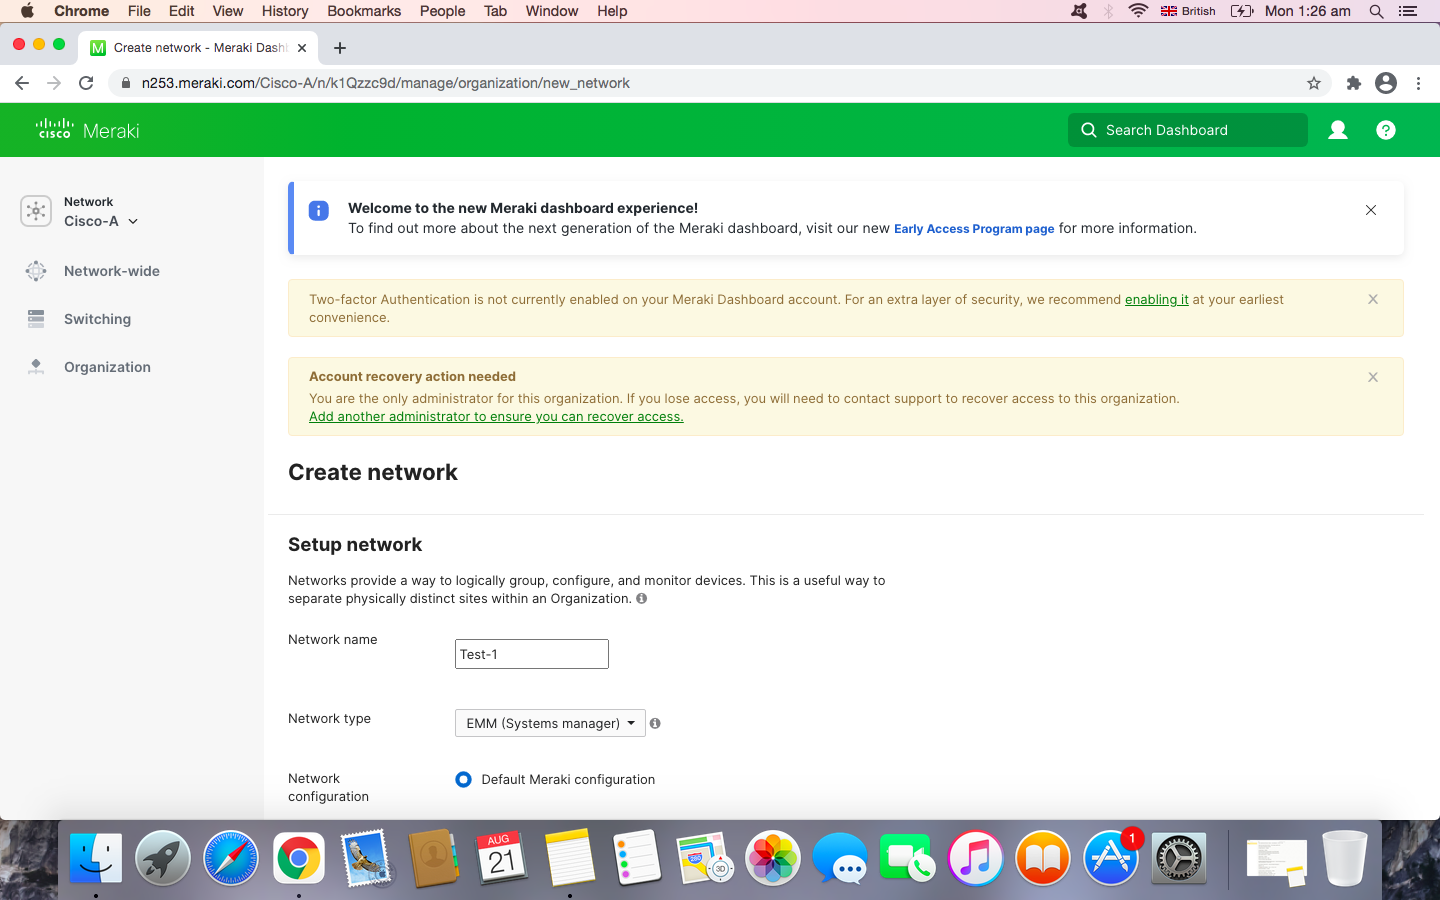 Chrome File Edit View History Bookmarks People Tab Window Help British Mon 1:26 am
M Create network - Meraki Dash
n253.meraki.com/Cisco-A/n/k1Qzzc9d/manage/organization/new_network
CISCO Meraki Search Dashboard ?
Network
Cisco-A
Network-wide
Switching
Organization
i Welcome to the new Meraki dashboard experience!
To find out more about the next generation of the Meraki dashboard, visit our new Early Access Program page for more information.
Two-factor Authentication is not currently enabled on your Meraki Dashboard account. For an extra layer of security, we recommend enabling it at your earliest
convenience.
Account recovery action needed
You are the only administrator for this organization. If you lose access, you will need to contact support to recover access to this organization.
Add another administrator to ensure you can recover access.
Create network
Setup network
Networks provide a way to logically group, configure, and monitor devices. This is a useful way to
separate physically distinct sites within an Organization. i
Network name
Test-1
Network type EMM (Systems manager) i
Network Default Meraki configuration
configuration
AUG
21
280
3D
1